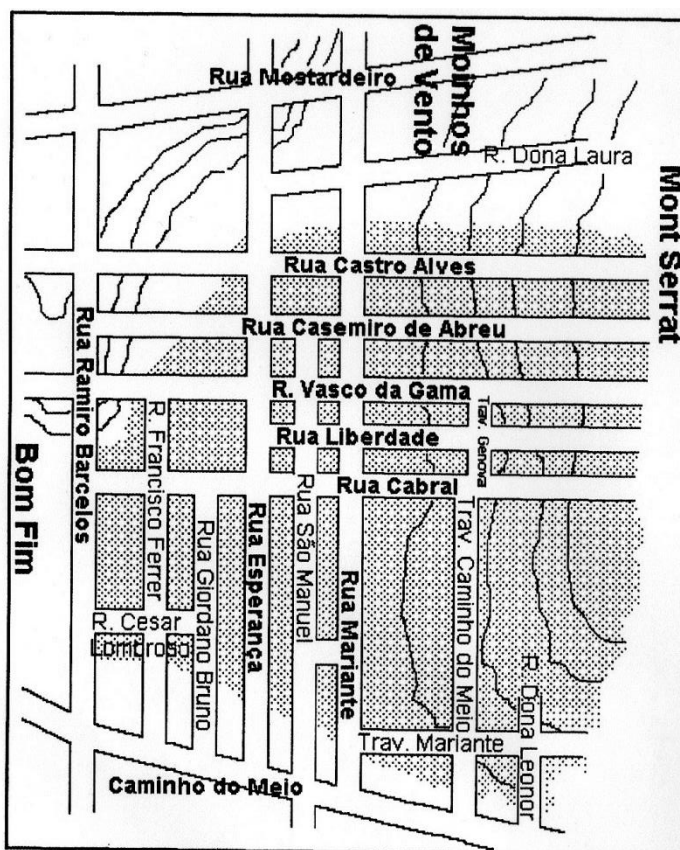 Moinhos
de Vento
Rua Mostardeiro
R. Dona Laura
Mont Serrat
Rua Castro Alves
Rua Casemiro de Abreu
R. Vasco da Gama
Trav. Genova
Rua Liberdade
Rua Cabral
Rua Ramiro Barcelos
Bom Fim
R. Francisco Ferrer
Rua Giordano Bruno
Rua Esperança
Rua São Manuel
Rua Mariante
Trav. Caminho do Meio
R. Cesar
Lombroso
R. Dona Leonor
Trav. Mariante
Caminho do Meio